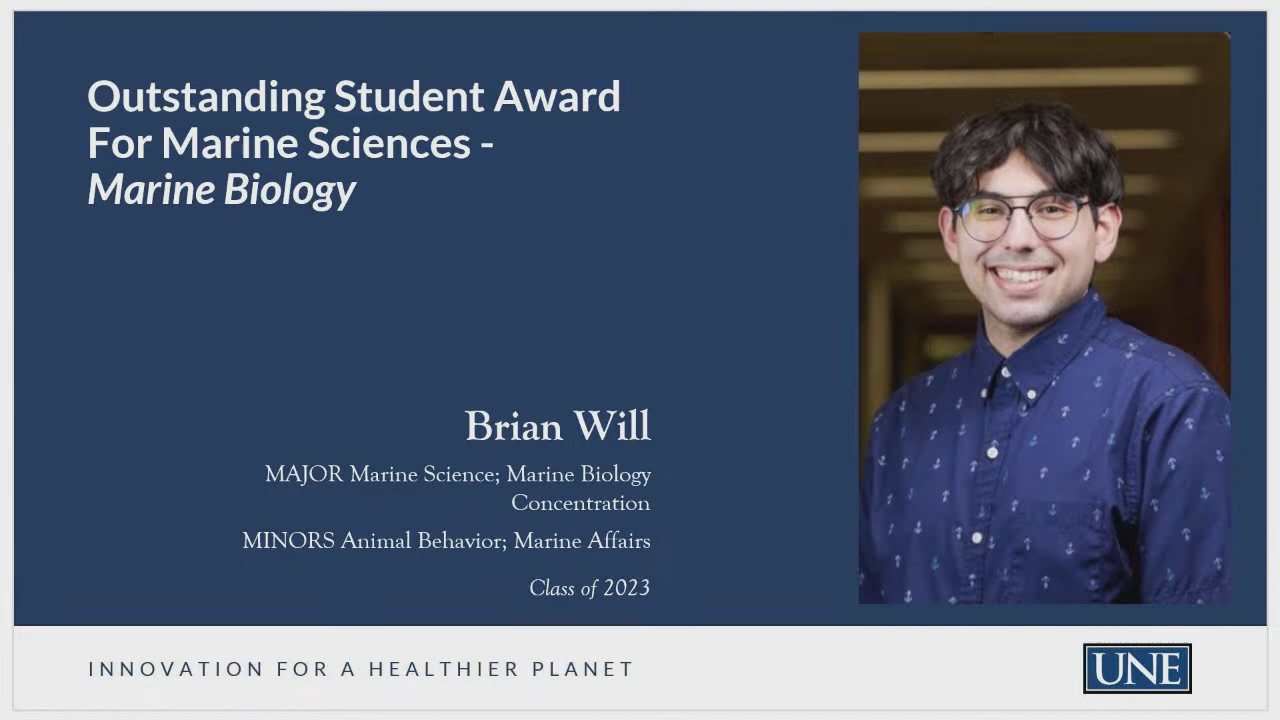 Outstanding Student Award
For Marine Sciences -
Marine Biology
Brian Will
MAJOR Marine Science; Marine Biology
Concentration
MINORS Animal Behavior; Marine Affairs
Class of 2023
INNOVATION FOR A HEALTHIER PLANET
UNE